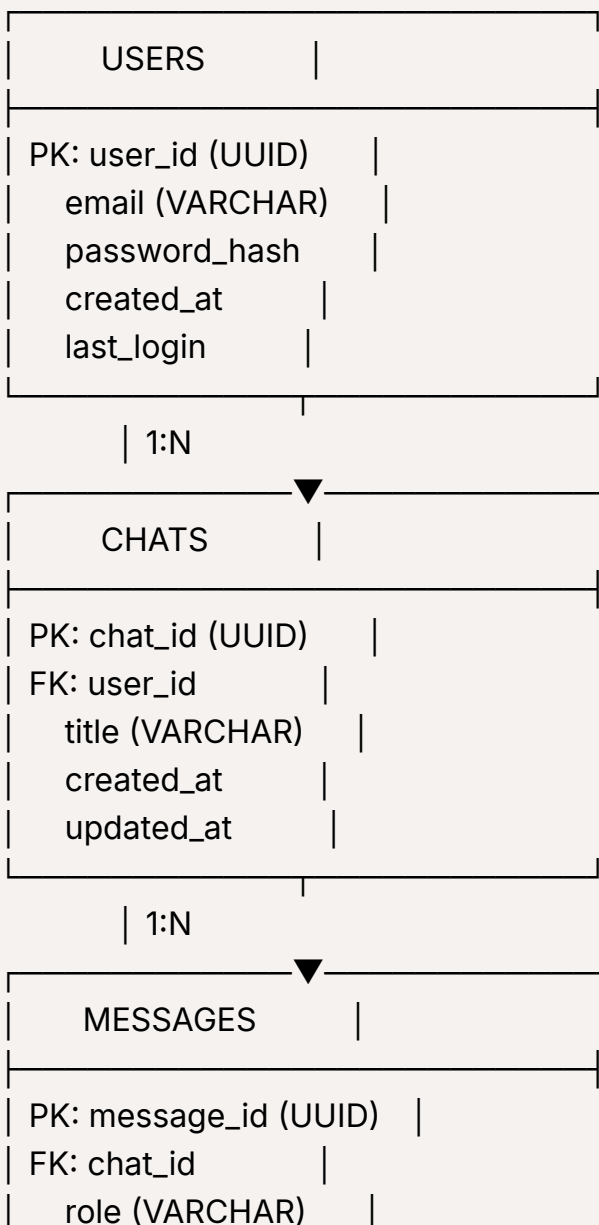 USERS
PK: user_id (UUID)
email (VARCHAR)
password_hash
created_at
last_login
1:N
CHATS
PK: chat_id (UUID)
FK: user_id
title (VARCHAR)
created_at
updated_at
1:N
MESSAGES
PK: message_id (UUID)
FK: chat_id
role (VARCHAR)